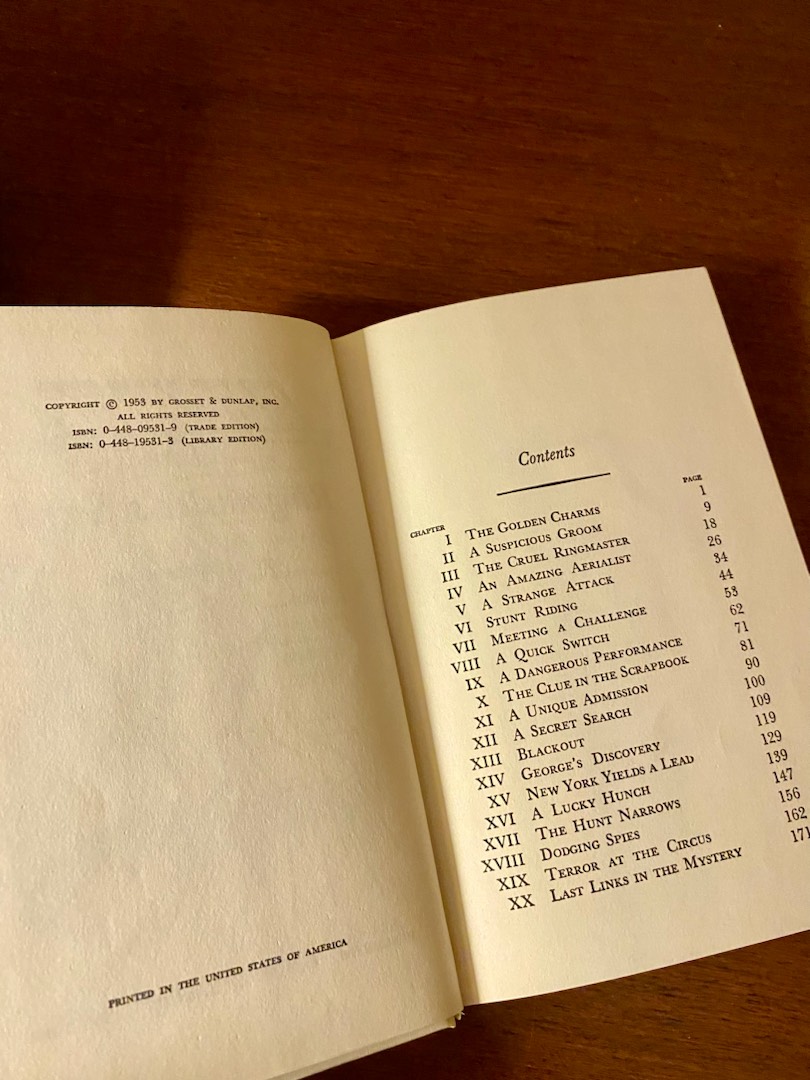 COPYRIGHT © 1953 BY GROSSET & DUNLAP, INC.
ALL RIGHTS RESERVED
ISBN: 0-448-09531-9 (TRADE EDITION)
ISBN: 0-448-19531-3 (LIBRARY EDITION)
PRINTED IN THE UNITED STATES OF AMERICA
Contents
CHAPTER PAGE
I THE GOLDEN CHARMS 1
II A SUSPICIOUS GROOM 9
III THE CRUEL RINGMASTER 18
IV AN AMAZING AERIALIST 26
V A STRANGE ATTACK 34
VI STUNT RIDING 44
VII MEETING A CHALLENGE 53
VIII A QUICK SWITCH 62
IX A DANGEROUS PERFORMANCE 71
X THE CLUE IN THE SCRAPBOOK 81
XI A UNIQUE ADMISSION 90
XII A SECRET SEARCH 100
XIII BLACKOUT 109
XIV GEORGE'S DISCOVERY 119
XV NEW YORK YIELDS A LEAD 129
XVI A LUCKY HUNCH 139
XVII THE HUNT NARROWS 147
XVIII DODGING SPIES 156
XIX TERROR AT THE CIRCUS 162
XX LAST LINKS IN THE MYSTERY 171